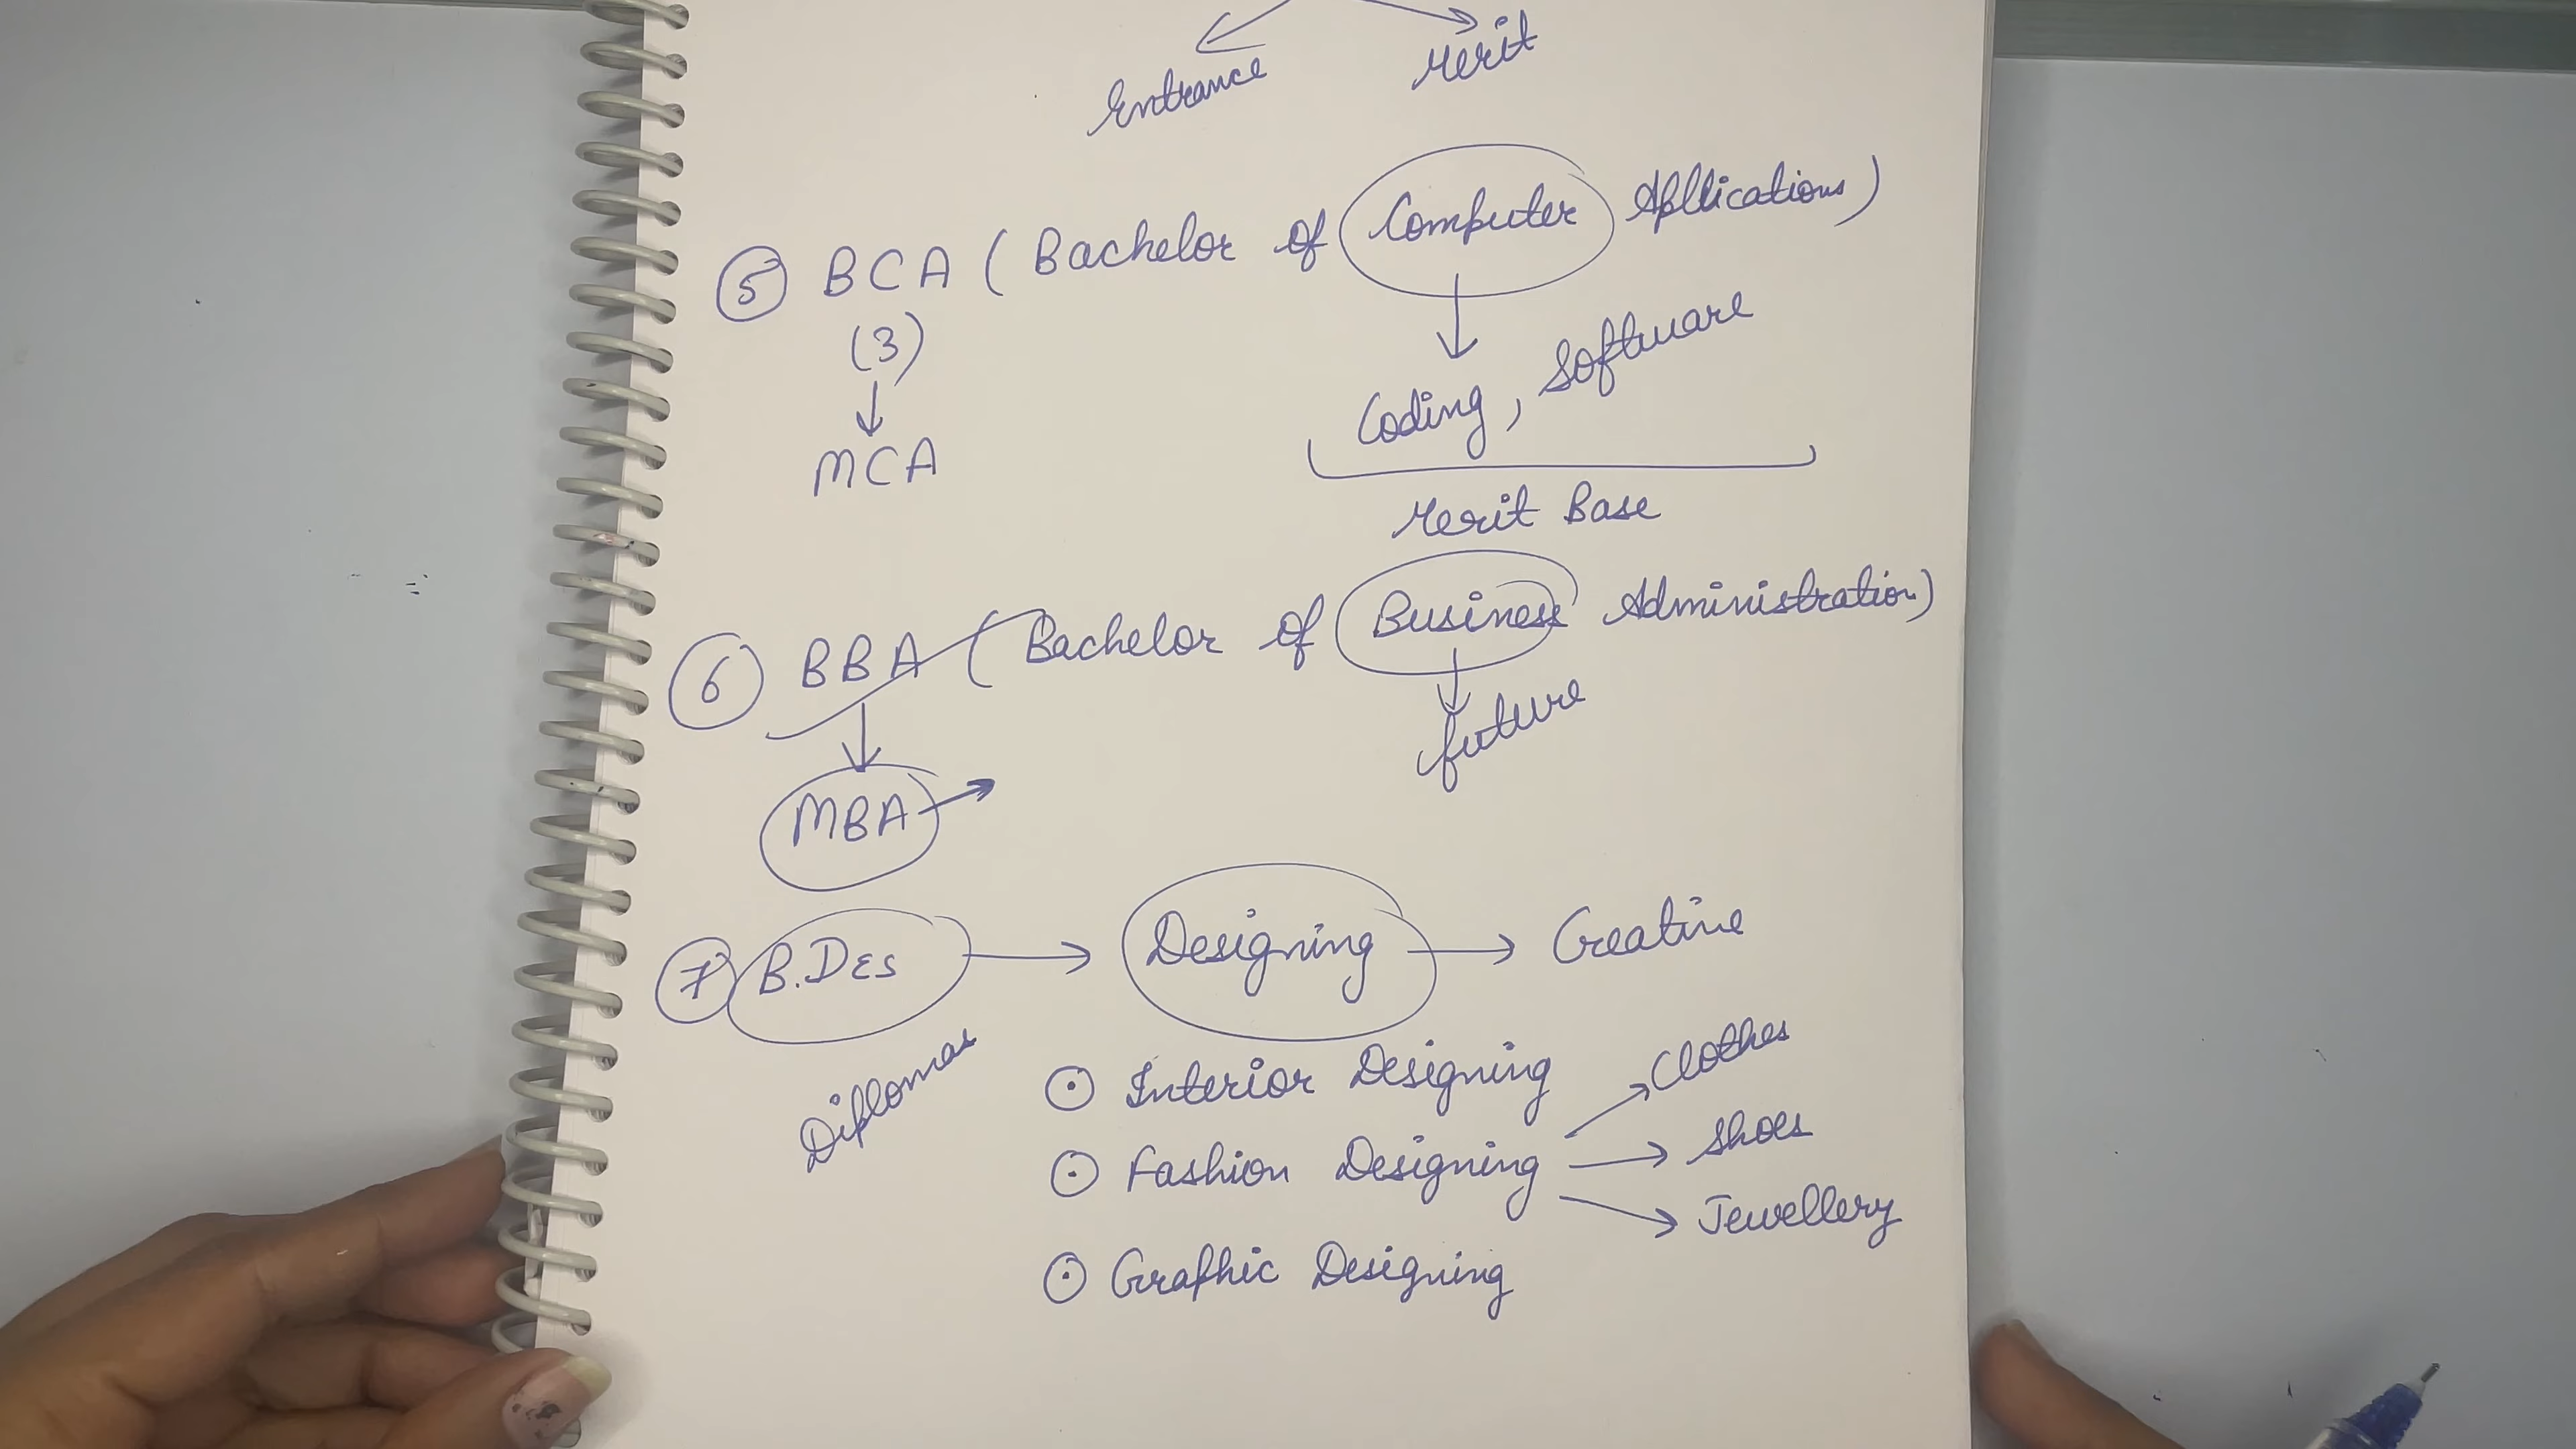 Entrance Merit
5 BCA (Bachelor of Computer Applications)
(3)
MCA
Coding, Software
Merit Base
6 BBA (Bachelor of Business Administration)
future
MBA
7 B.Des Designing Creative
Diplomas
Interior Designing
Clothes
Fashion Designing
Shoes
Jewellery
Graphic Designing